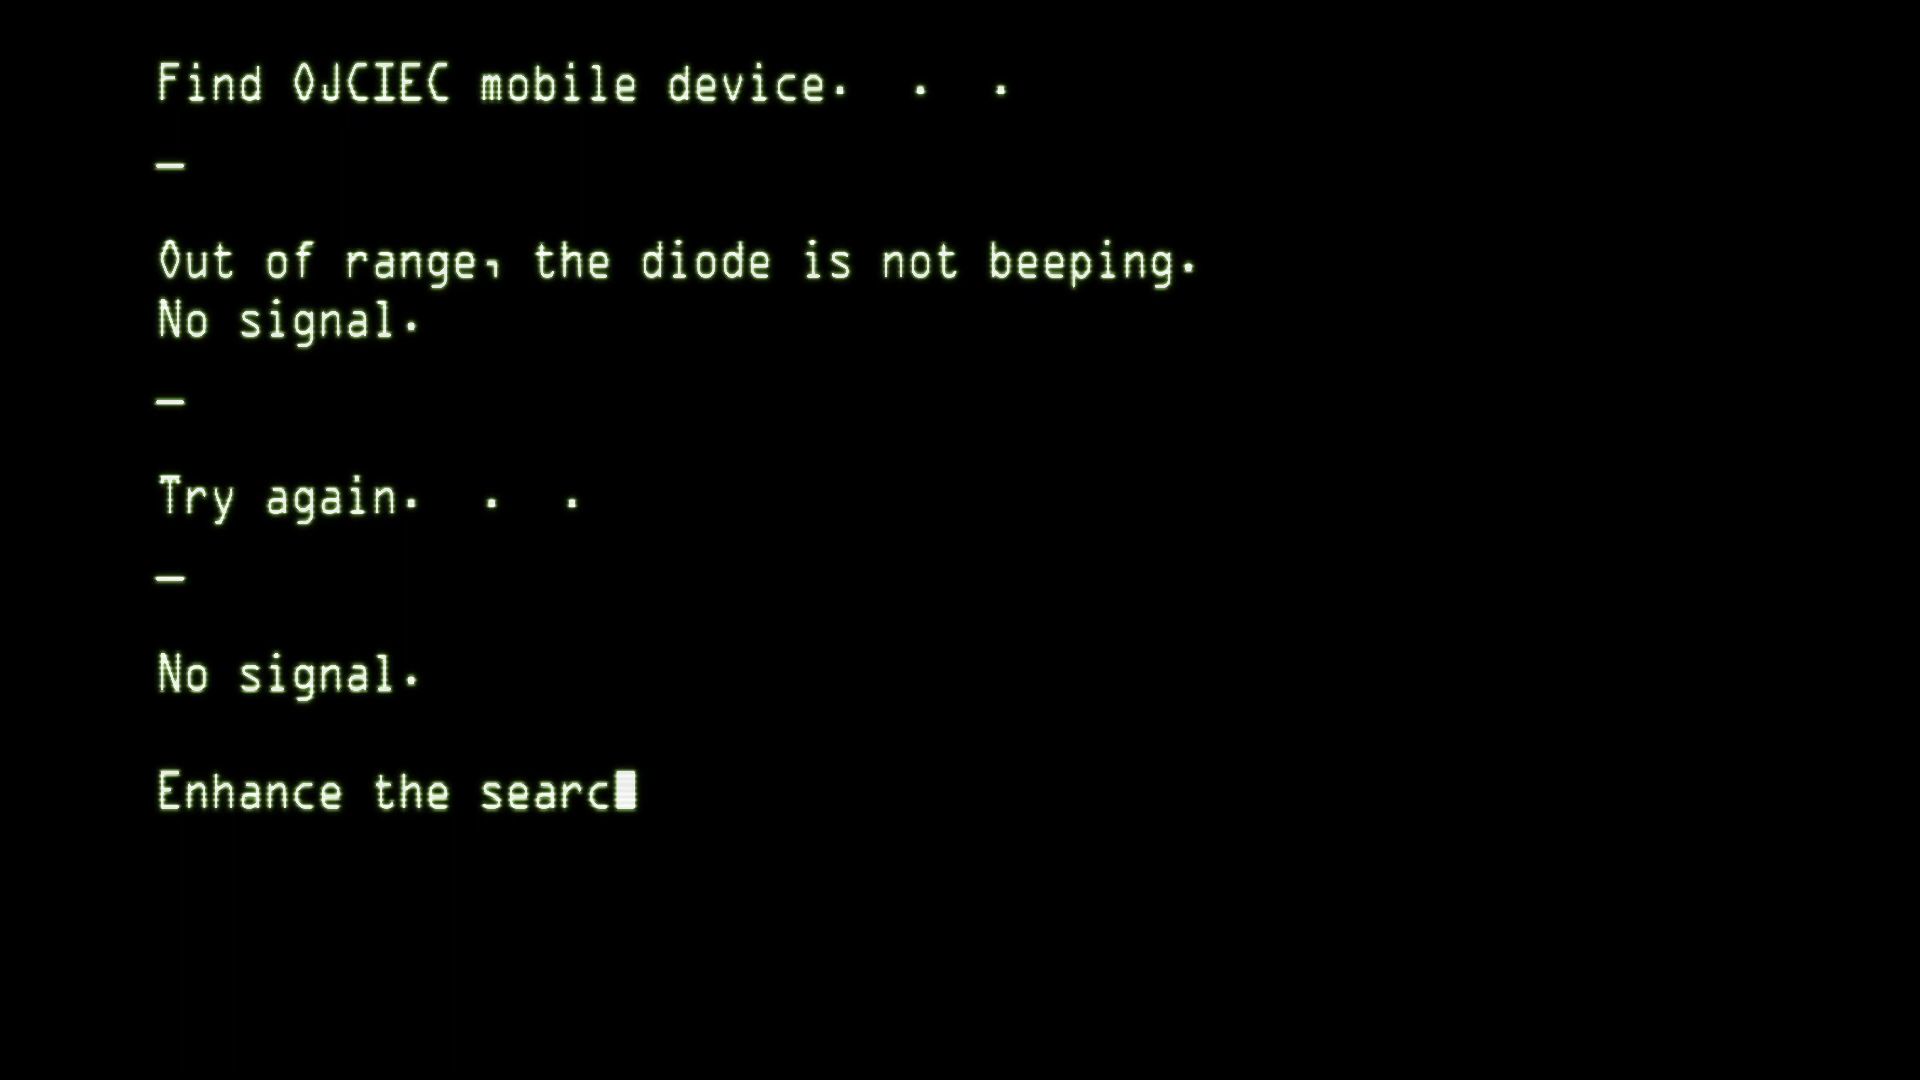 Find OJCIEC mobile device. . .
_
Out of range, the diode is not beeping.
No signal.
_
Try again. . .
_
No signal.
Enhance the searc